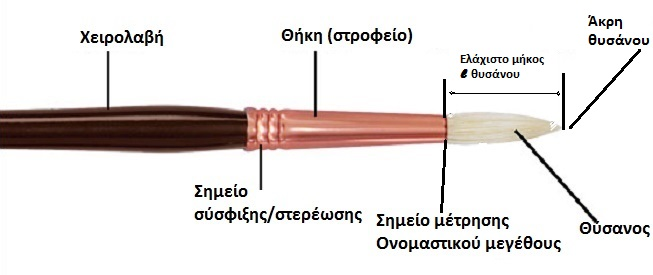 Χειρολαβή
Θήκη (στροφείο)
Ελάχιστο μήκος
ℓ θυσάνου
Άκρη
θυσάνου
Σημείο
σύσφιξης/στερέωσης
Σημείο μέτρησης
Ονομαστικού μεγέθους
Θύσανος